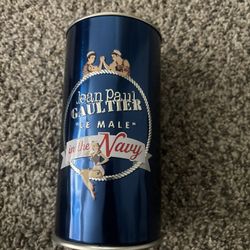 Jean Paul
GAULTIER
"LE MALE"
in the Navy